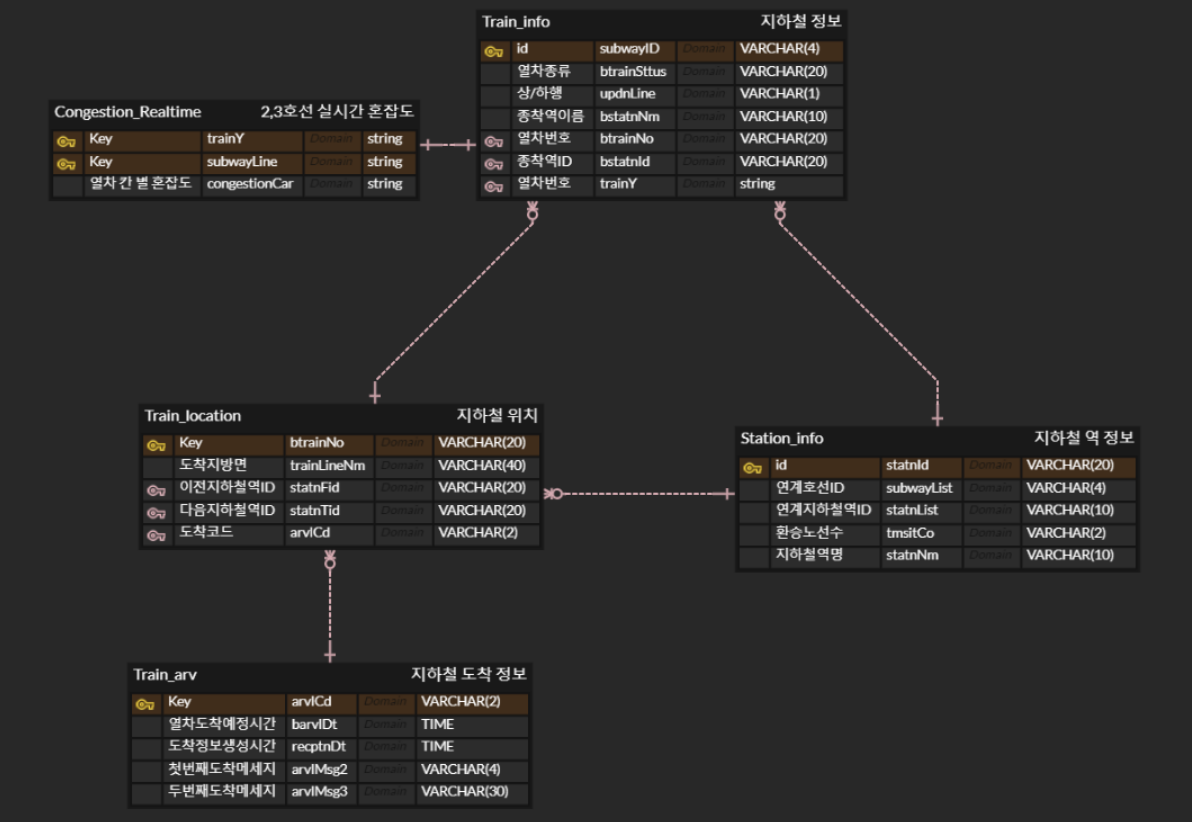 Train_info 지하철 정보
id subwayID Domain VARCHAR(4)
열차종류 btrainSttus Domain VARCHAR(20)
상/하행 updnLine Domain VARCHAR(1)
종착역이름 bstatnNm Domain VARCHAR(10)
열차번호 btrainNo Domain VARCHAR(20)
종착역ID bstatnId Domain VARCHAR(20)
열차번호 trainY Domain string
Congestion_Realtime 2,3호선 실시간 혼잡도
Key trainY Domain string
Key subwayLine Domain string
열차 칸 별 혼잡도 congestionCar Domain string
Train_location 지하철 위치
Key btrainNo Domain VARCHAR(20)
도착지방면 trainLineNm Domain VARCHAR(40)
이전지하철역ID statnFid Domain VARCHAR(20)
다음지하철역ID statnTid Domain VARCHAR(20)
도착코드 arvlCd Domain VARCHAR(2)
Station_info 지하철 역 정보
id statnId Domain VARCHAR(20)
연계호선ID subwayList Domain VARCHAR(4)
연계지하철역ID statnList Domain VARCHAR(10)
환승노선수 tmsitCo Domain VARCHAR(2)
지하철역명 statnNm Domain VARCHAR(10)
Train_arv 지하철 도착 정보
Key arvlCd Domain VARCHAR(2)
열차도착예정시간 barvlDt Domain TIME
도착정보생성시간 recptnDt Domain TIME
첫번째도착메세지 arvlMsg2 Domain VARCHAR(4)
두번째도착메세지 arvlMsg3 Domain VARCHAR(30)